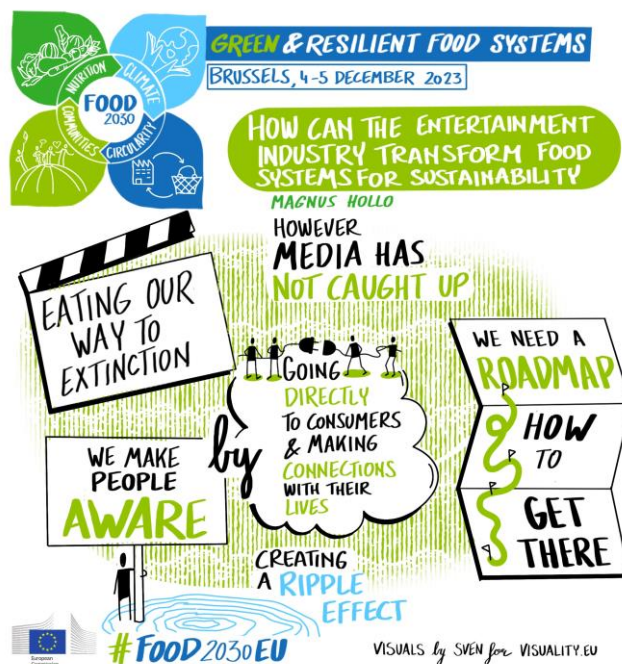 GREEN & RESILIENT FOOD SYSTEMS
BRUSSELS, 4-5 DECEMBER 2023
NUTRITION
CLIMATE
FOOD
2030
COMMUNITIES
CIRCULARITY
HOW CAN THE ENTERTAINMENT
INDUSTRY TRANSFORM FOOD
SYSTEMS FOR SUSTAINABILITY
MAGNUS HOLLO
HOWEVER
MEDIA HAS
NOT CAUGHT UP
EATING OUR
WAY TO
EXTINCTION
WE MAKE
PEOPLE
AWARE
by
GOING
DIRECTLY
TO CONSUMERS
& MAKING
CONNECTIONS
WITH THEIR
LIVES
CREATING
A RIPPLE
EFFECT
WE NEED A
ROADMAP
HOW
TO
GET
THERE
European
Commission
#FOOD2030EU
VISUALS by SVEN for VISUALITY.EU